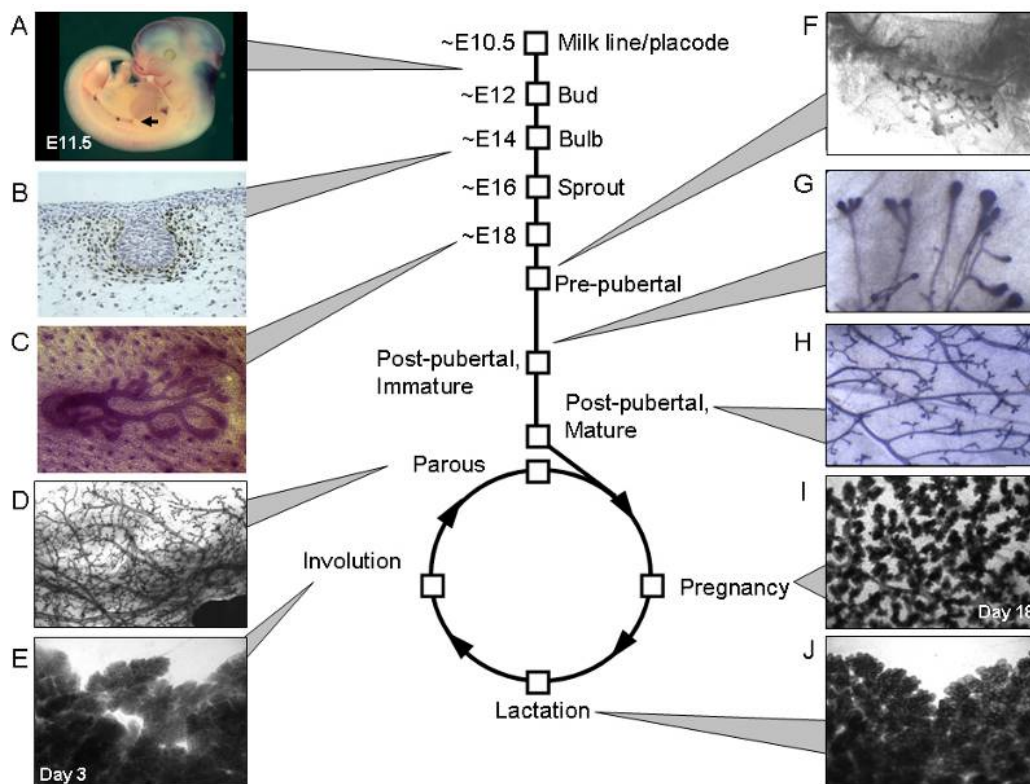 A
E11.5
B
C
D
E
Day 3
~E10.5 Milk line/placode
~E12 Bud
~E14 Bulb
~E16 Sprout
~E18
Pre-pubertal
Post-pubertal,
Immature
Post-pubertal,
Mature
Parous
Involution
Pregnancy
Lactation
F
G
H
I
Day 18
J